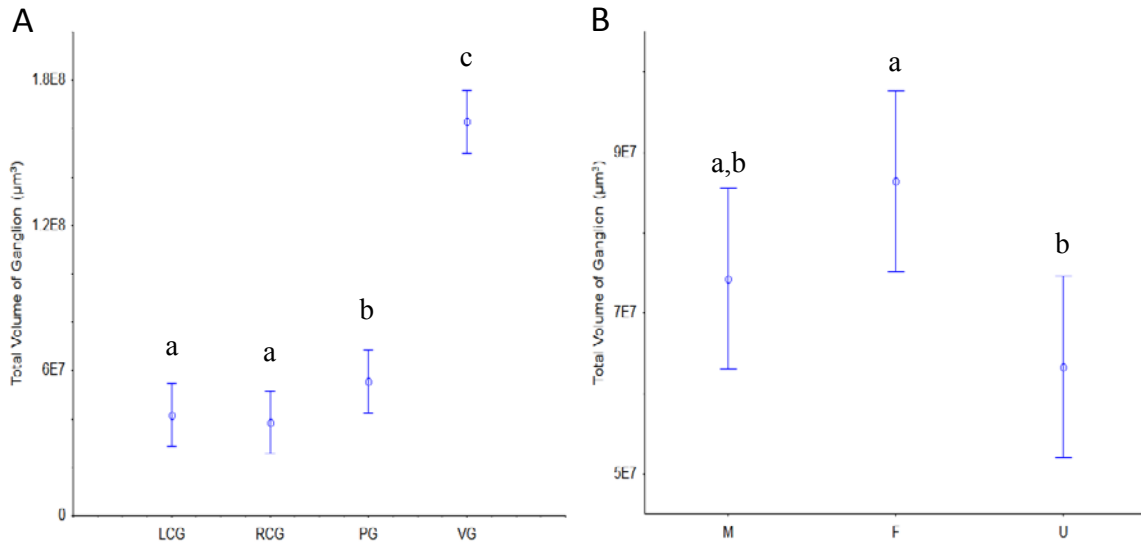 A
Total Volume of Ganglion (µm³)
1.8E8
1.2E8
6E7
0
a
a
b
c
LCG
RCG
PG
VG
B
Total Volume of Ganglion (µm³)
9E7
7E7
5E7
a,b
a
b
M
F
U